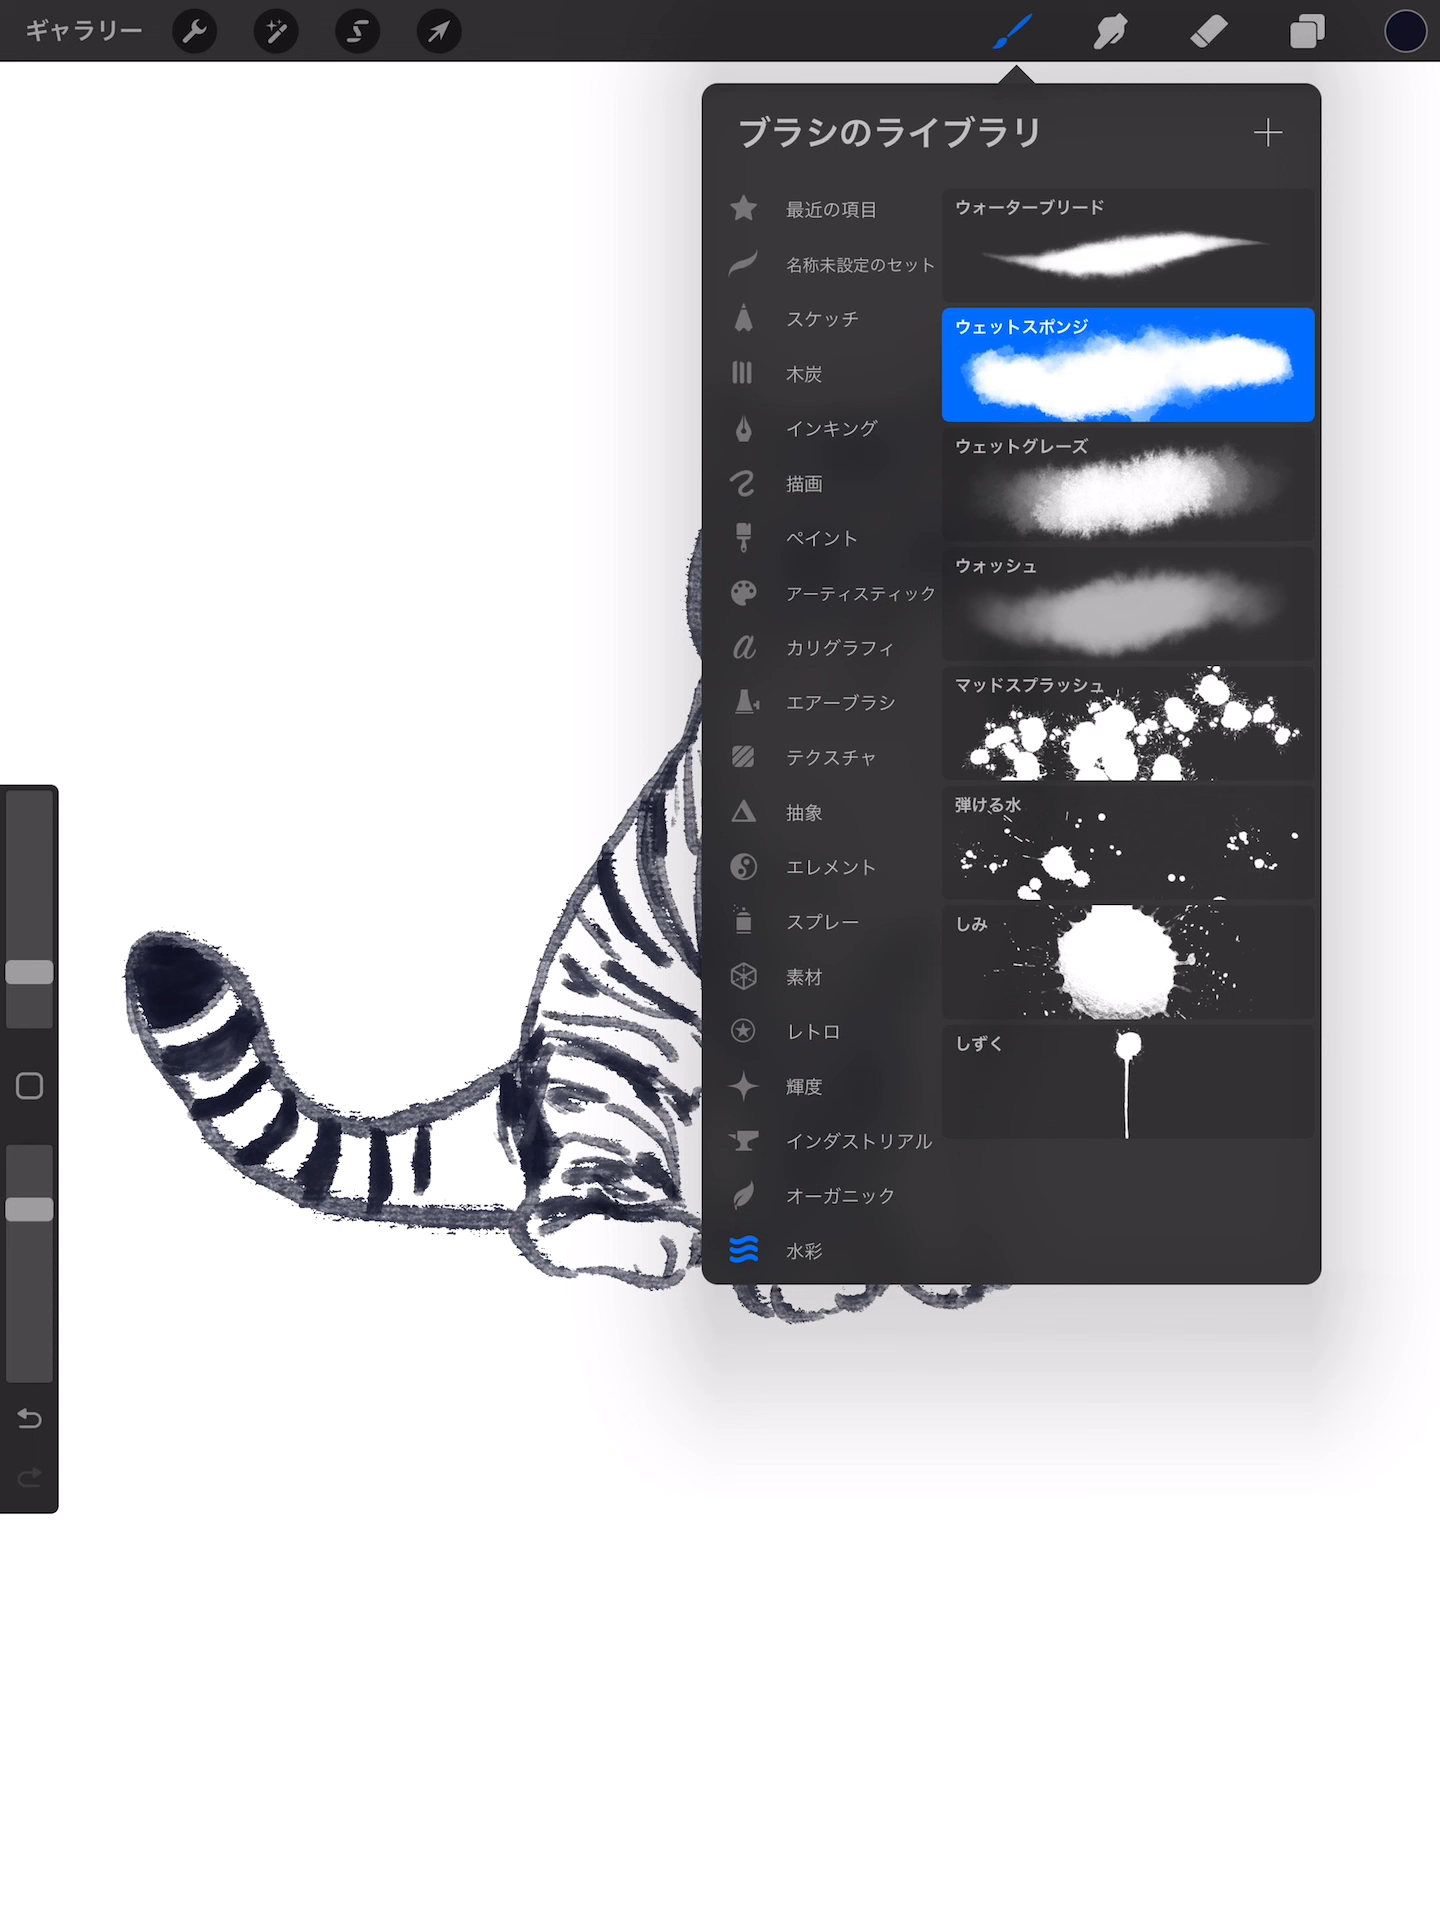 ギャラリー
ブラシのライブラリ
最近の項目
名称未設定のセット
スケッチ
木炭
インキング
描画
ペイント
アーティスティック
カリグラフィ
エアーブラシ
テクスチャ
抽象
エレメント
スプレー
素材
レトロ
輝度
インダストリアル
オーガニック
水彩
ウォーターブリード
ウェットスポンジ
ウェットグレーズ
ウォッシュ
マッドスプラッシュ
弾ける水
しみ
しずく